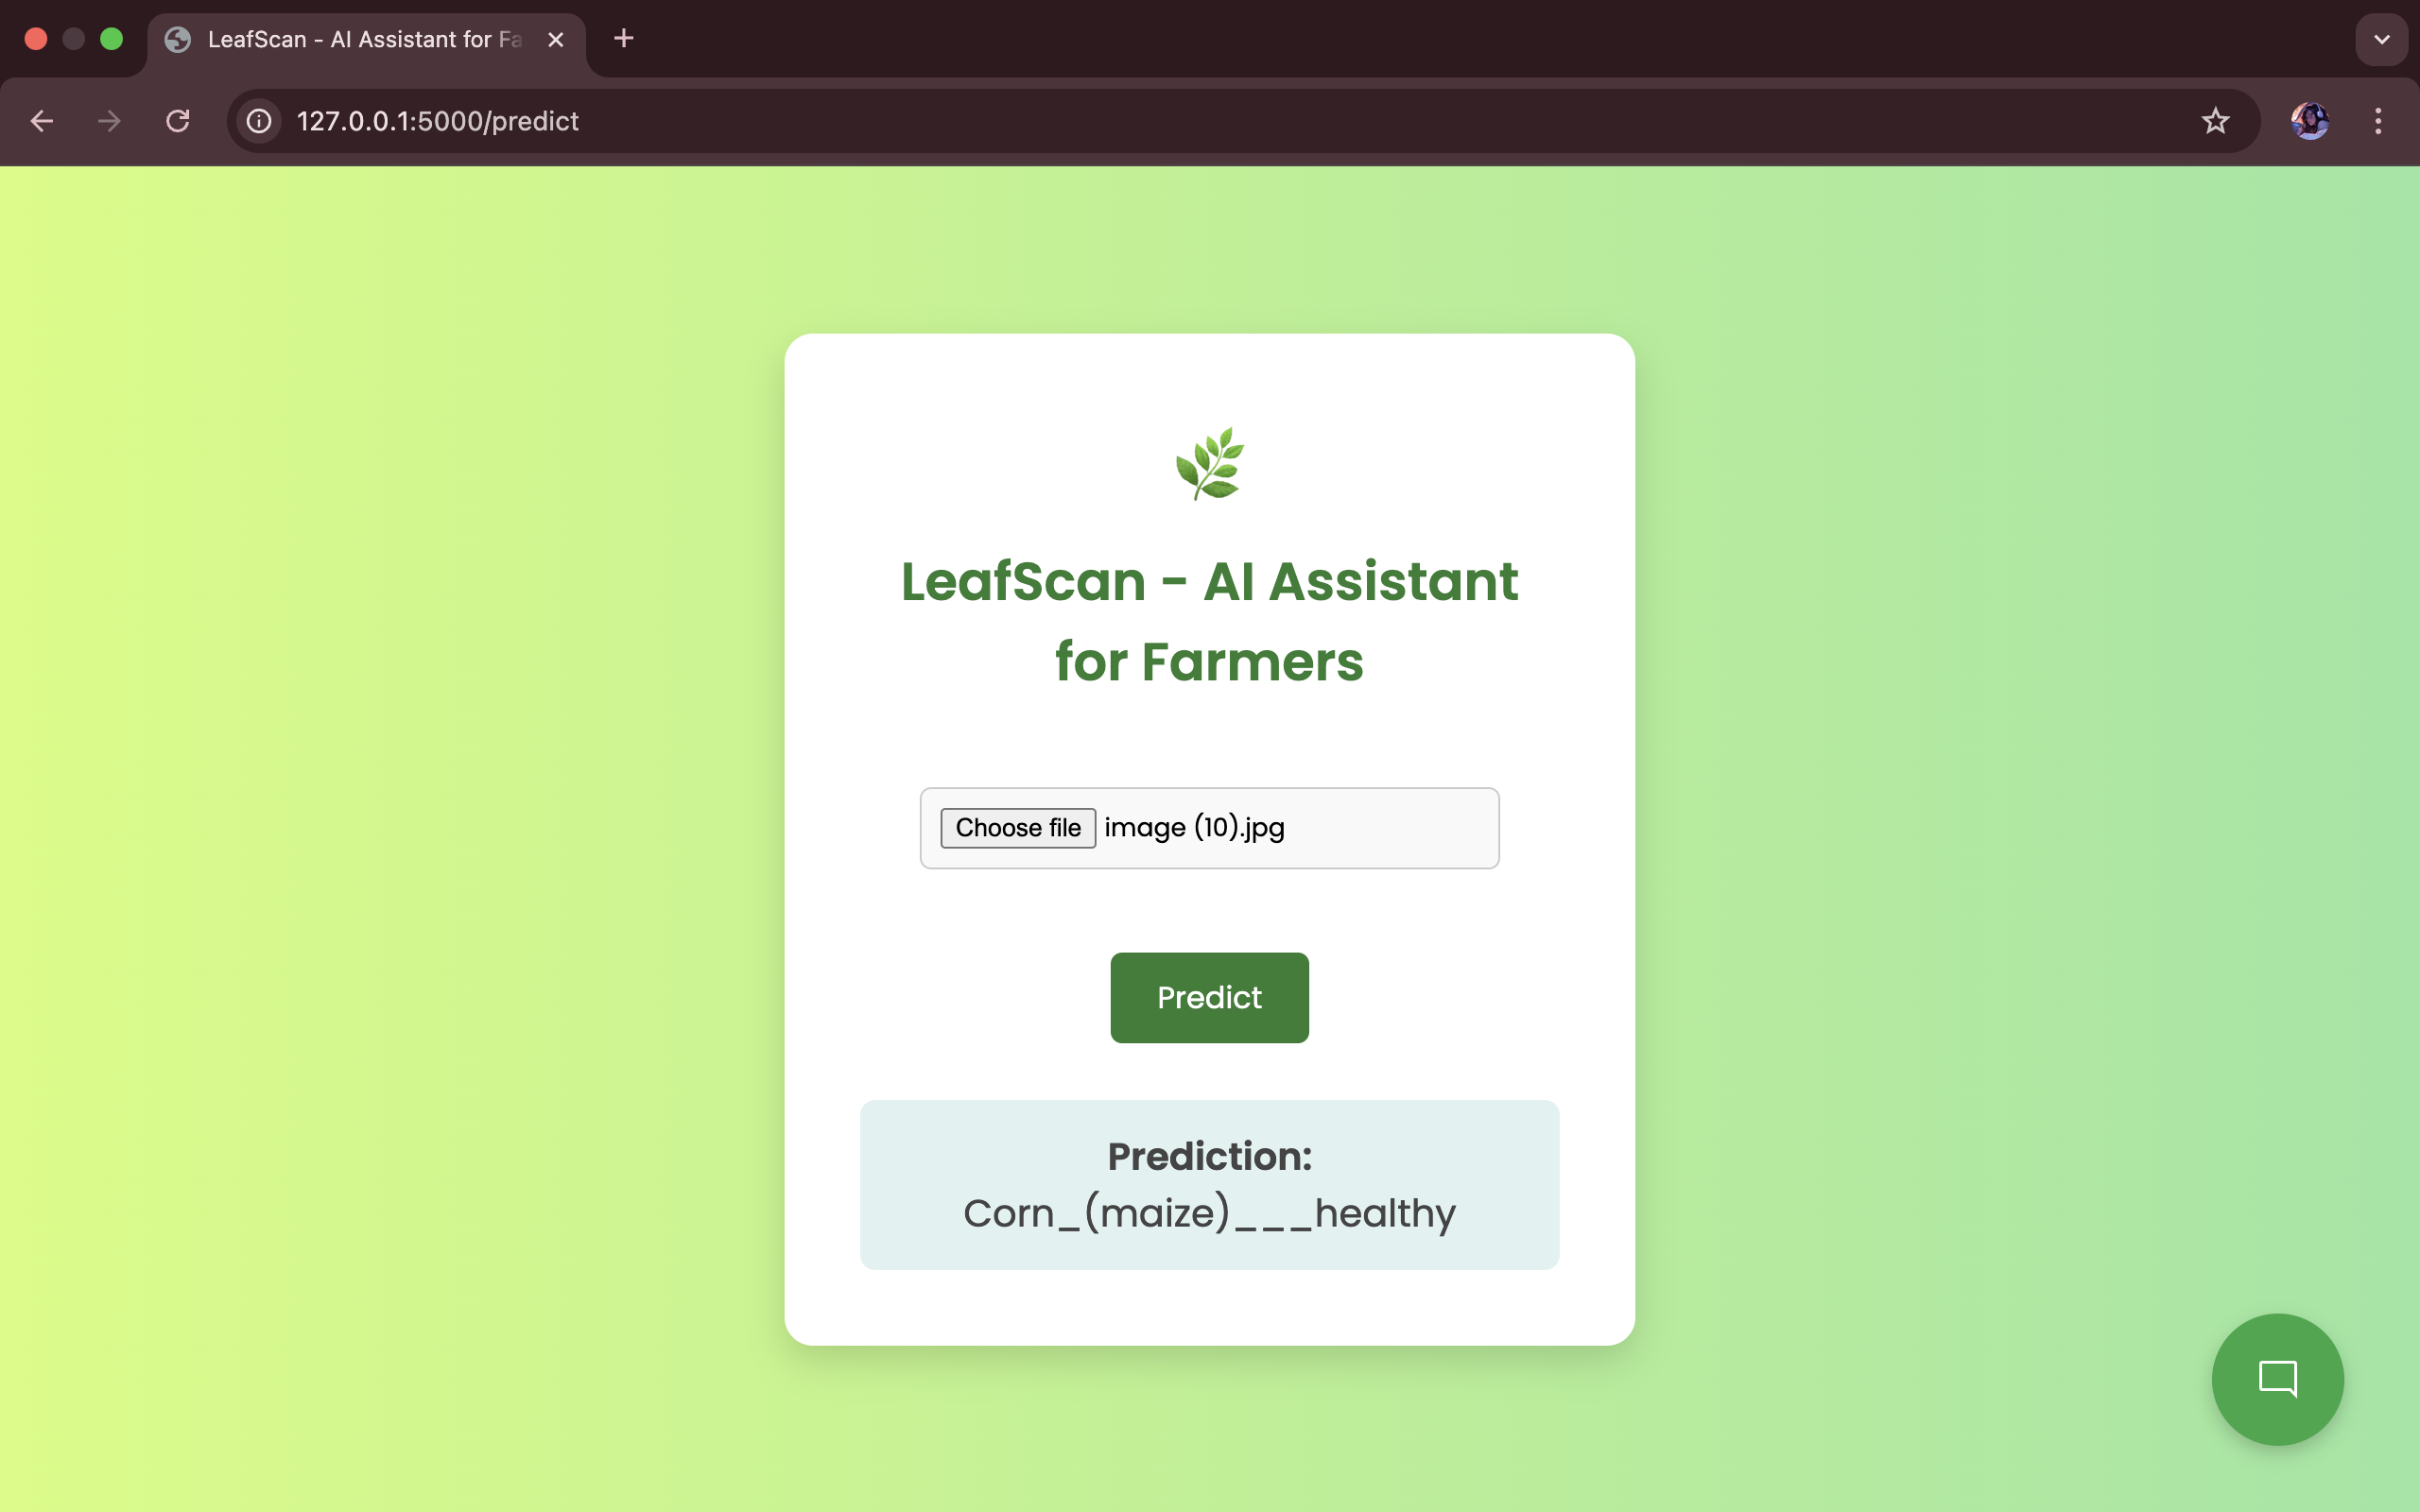 LeafScan - AI Assistant for Fa
127.0.0.1:5000/predict
LeafScan - AI Assistant
for Farmers
Choose file image (10).jpg
Predict
Prediction:
Corn_(maize)___healthy